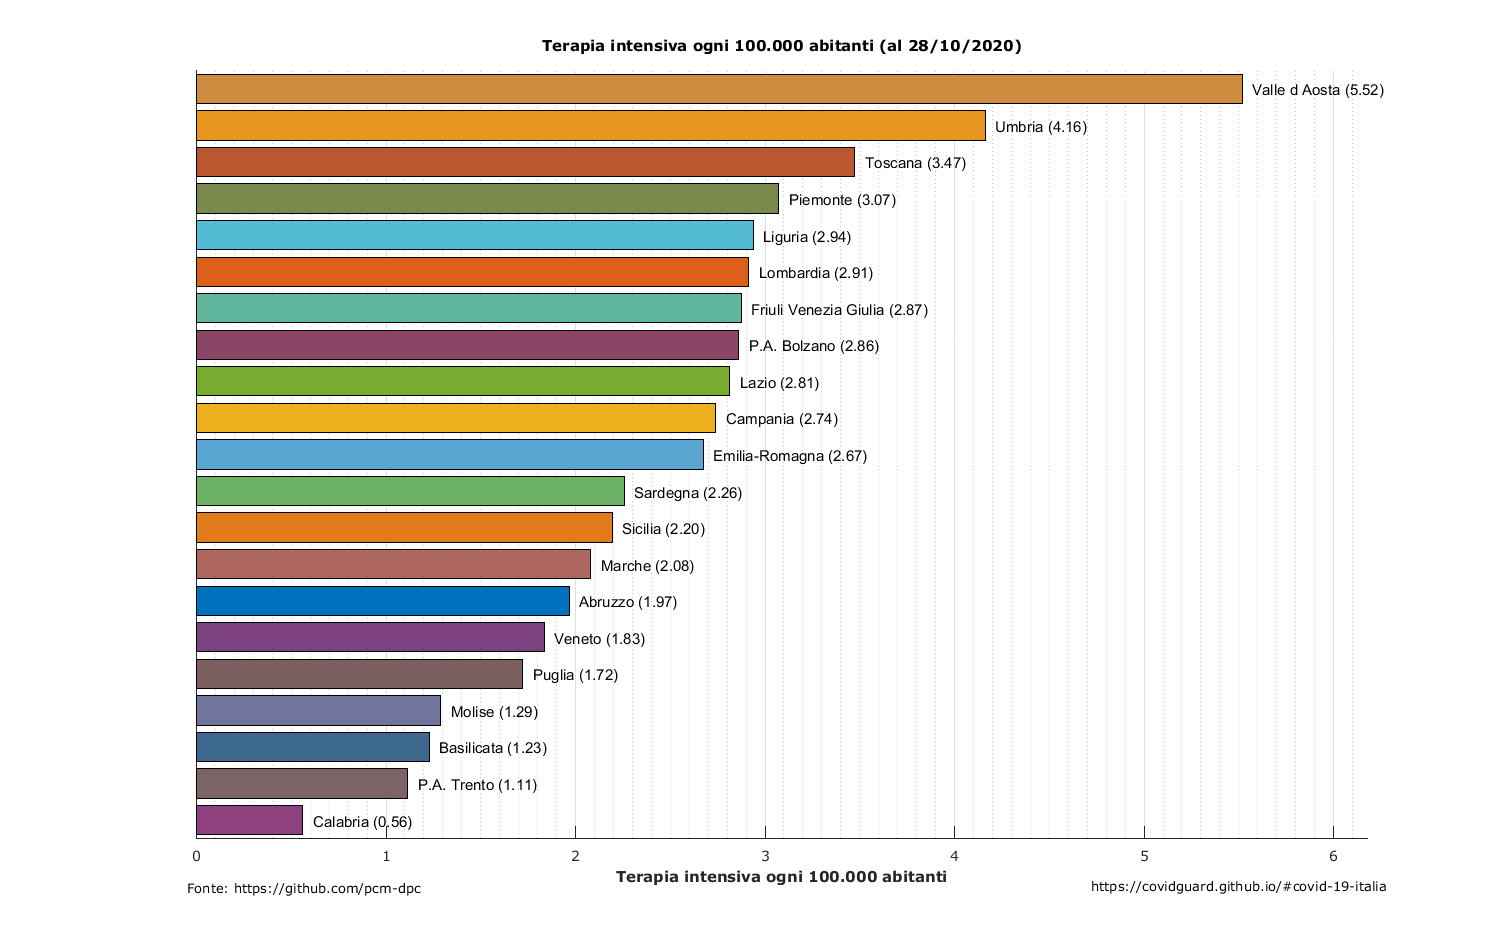 Terapia intensiva ogni 100.000 abitanti (al 28/10/2020)
Valle d Aosta (5.52)
Umbria (4.16)
Toscana (3.47)
Piemonte (3.07)
Liguria (2.94)
Lombardia (2.91)
Friuli Venezia Giulia (2.87)
P.A. Bolzano (2.86)
Lazio (2.81)
Campania (2.74)
Emilia-Romagna (2.67)
Sardegna (2.26)
Sicilia (2.20)
Marche (2.08)
Abruzzo (1.97)
Veneto (1.83)
Puglia (1.72)
Molise (1.29)
Basilicata (1.23)
P.A. Trento (1.11)
Calabria (0.56)
0 1 2 3 4 5 6
Terapia intensiva ogni 100.000 abitanti
Fonte: https://github.com/pcm-dpc
https://covidguard.github.io/#covid-19-italia